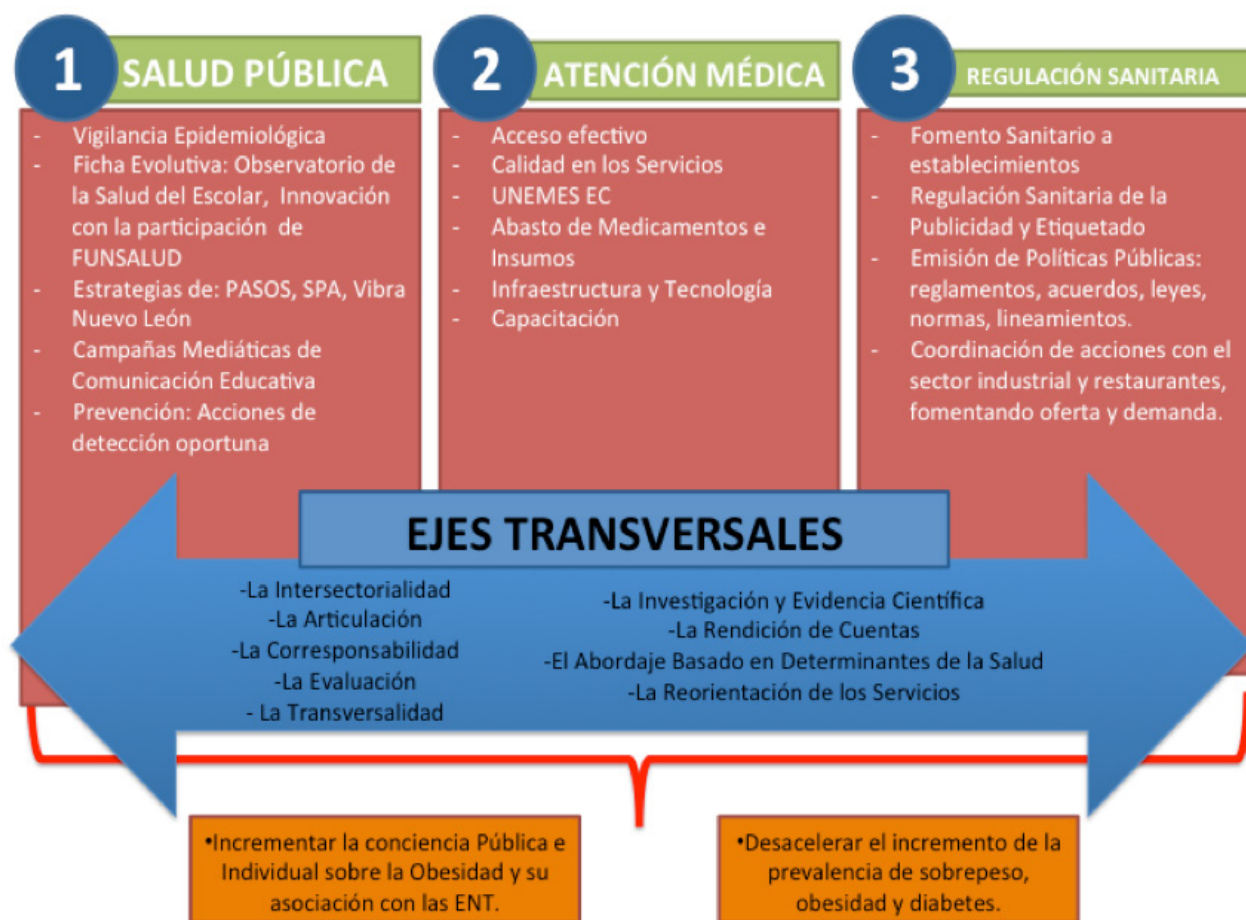 1
SALUD PÚBLICA
- Vigilancia Epidemiológica
- Ficha Evolutiva: Observatorio de
la Salud del Escolar, Innovación
con la participación de
FUNSALUD
- Estrategias de: PASOS, SPA, Vibra
Nuevo León
- Campañas Mediáticas de
Comunicación Educativa
- Prevención: Acciones de
detección oportuna
2
ATENCIÓN MÉDICA
- Acceso efectivo
- Calidad en los Servicios
- UNEMES EC
- Abasto de Medicamentos e
Insumos
- Infraestructura y Tecnología
- Capacitación
3
REGULACIÓN SANITARIA
- Fomento Sanitario a
establecimientos
- Regulación Sanitaria de la
Publicidad y Etiquetado
- Emisión de Políticas Públicas:
reglamentos, acuerdos, leyes,
normas, lineamientos.
- Coordinación de acciones con el
sector industrial y restaurantes,
fomentando oferta y demanda.
EJES TRANSVERSALES
-La Intersectorialidad
-La Articulación
-La Corresponsabilidad
-La Evaluación
- La Transversalidad
-La Investigación y Evidencia Científica
-La Rendición de Cuentas
-El Abordaje Basado en Determinantes de la Salud
-La Reorientación de los Servicios
•Incrementar la conciencia Pública e
Individual sobre la Obesidad y su
asociación con las ENT.
•Desacelerar el incremento de la
prevalencia de sobrepeso,
obesidad y diabetes.